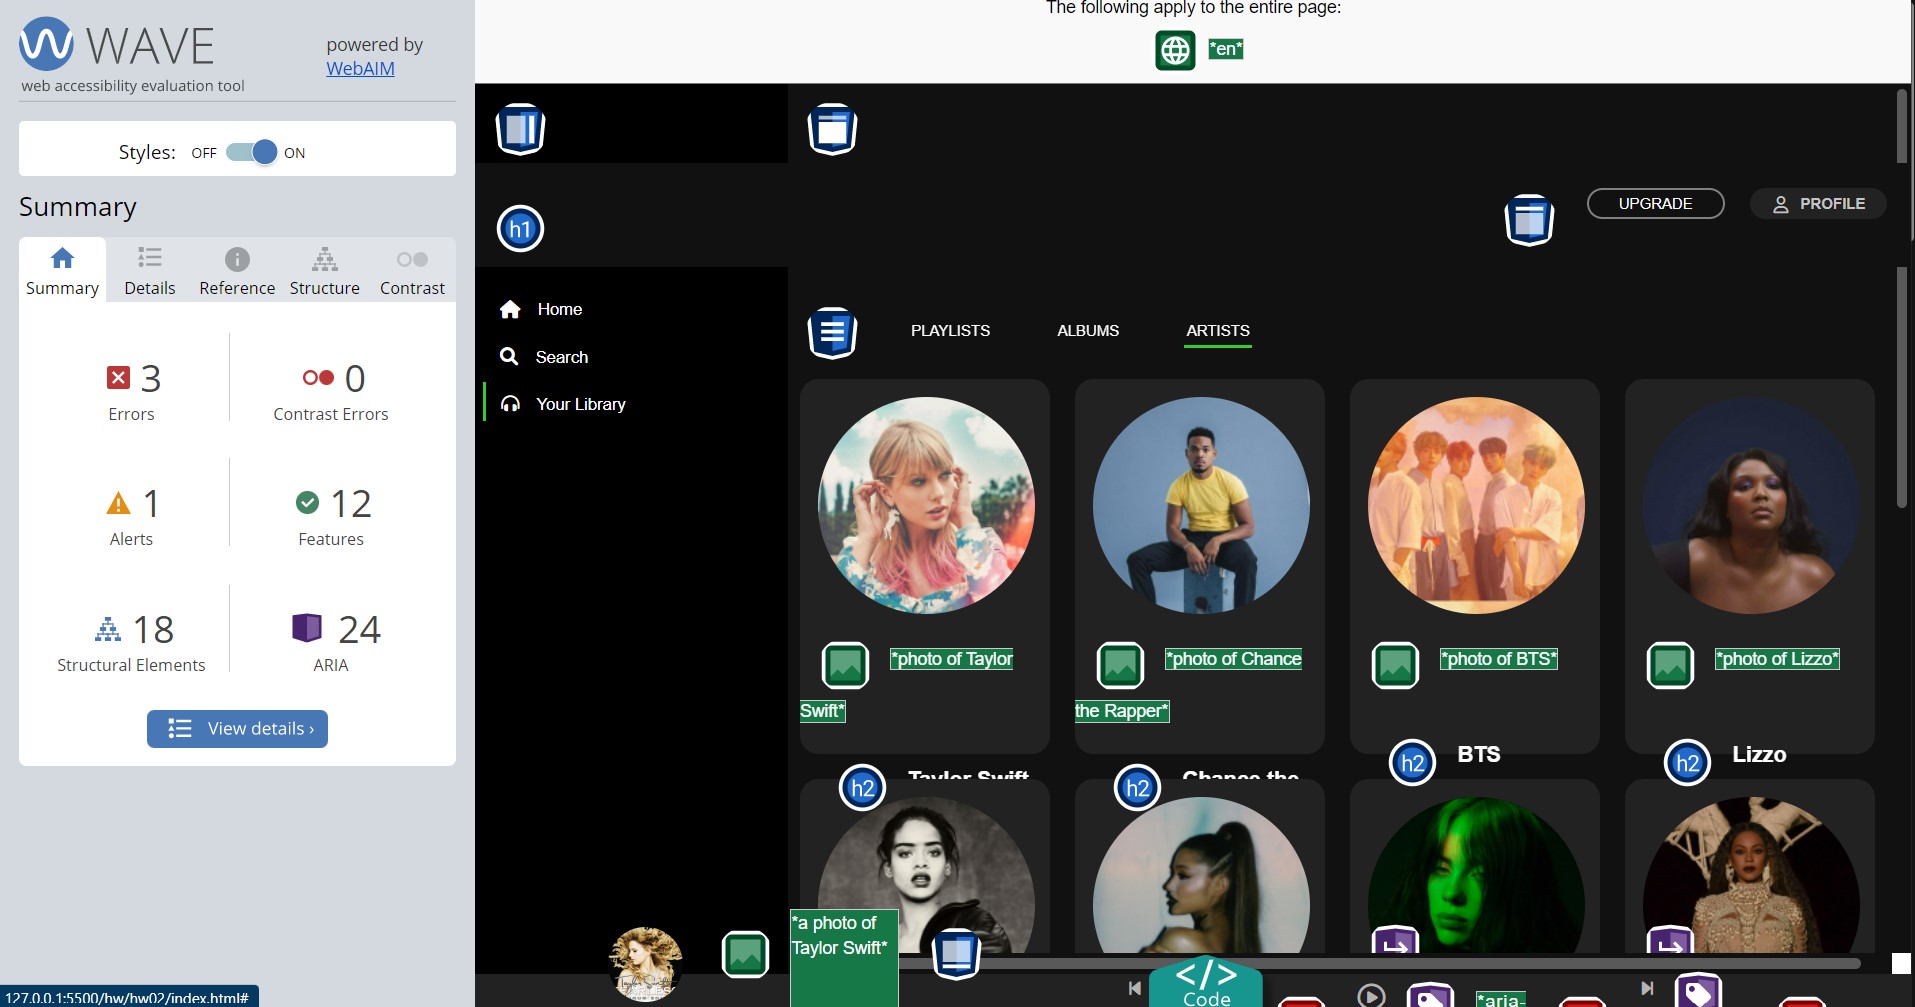 WAVE
powered by
WebAIM
web accessibility evaluation tool
Styles: OFF ON
Summary
Summary Details Reference Structure Contrast
3
Errors
0
Contrast Errors
1
Alerts
12
Features
18
Structural Elements
24
ARIA
View details ›
127.0.0.1:5500/hw/hw02/index.html#
The following apply to the entire page:
*en*
h1
UPGRADE
PROFILE
Home
Search
Your Library
PLAYLISTS ALBUMS ARTISTS
*photo of Taylor
Swift*
*photo of Chance
the Rapper*
*photo of BTS*
*photo of Lizzo*
h2 Taylor Swift
h2 Chance the
h2 BTS
h2 Lizzo
*a photo of
Taylor Swift*
</>
Code
*aria-